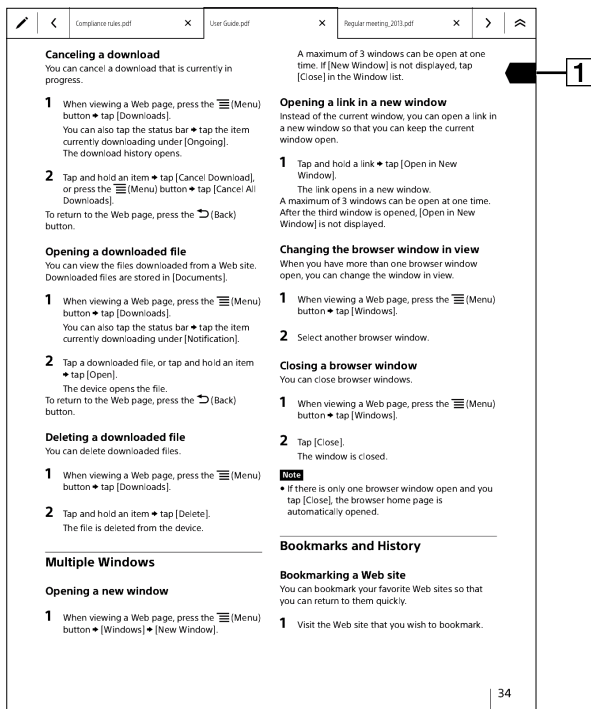 Compliance rules.pdf
User Guide.pdf
Regular meeting_2013.pdf
1
Canceling a download
You can cancel a download that is currently in
progress.
1 When viewing a Web page, press the (Menu)
button ➔ tap [Downloads].
You can also tap the status bar ➔ tap the item
currently downloading under [Ongoing].
The download history opens.
2 Tap and hold an item ➔ tap [Cancel Download],
or press the (Menu) button ➔ tap [Cancel All
Downloads].
To return to the Web page, press the (Back)
button.
Opening a downloaded file
You can view the files downloaded from a Web site.
Downloaded files are stored in [Documents].
1 When viewing a Web page, press the (Menu)
button ➔ tap [Downloads].
You can also tap the status bar ➔ tap the item
currently downloading under [Notification].
2 Tap a downloaded file, or tap and hold an item
➔ tap [Open].
The device opens the file.
To return to the Web page, press the (Back)
button.
Deleting a downloaded file
You can delete downloaded files.
1 When viewing a Web page, press the (Menu)
button ➔ tap [Downloads].
2 Tap and hold an item ➔ tap [Delete].
The file is deleted from the device.
Multiple Windows
Opening a new window
1 When viewing a Web page, press the (Menu)
button ➔ [Windows] ➔ [New Window].
A maximum of 3 windows can be open at one
time. If [New Window] is not displayed, tap
[Close] in the Window list.
Opening a link in a new window
Instead of the current window, you can open a link in
a new window so that you can keep the current
window open.
1 Tap and hold a link ➔ tap [Open in New
Window].
The link opens in a new window.
A maximum of 3 windows can be open at one time.
After the third window is opened, [Open in New
Window] is not displayed.
Changing the browser window in view
When you have more than one browser window
open, you can change the window in view.
1 When viewing a Web page, press the (Menu)
button ➔ tap [Windows].
2 Select another browser window.
Closing a browser window
You can close browser windows.
1 When viewing a Web page, press the (Menu)
button ➔ tap [Windows].
2 Tap [Close].
The window is closed.
Note
• If there is only one browser window open and you
tap [Close], the browser home page is
automatically opened.
Bookmarks and History
Bookmarking a Web site
You can bookmark your favorite Web sites so that
you can return to them quickly.
1 Visit the Web site that you wish to bookmark.
34